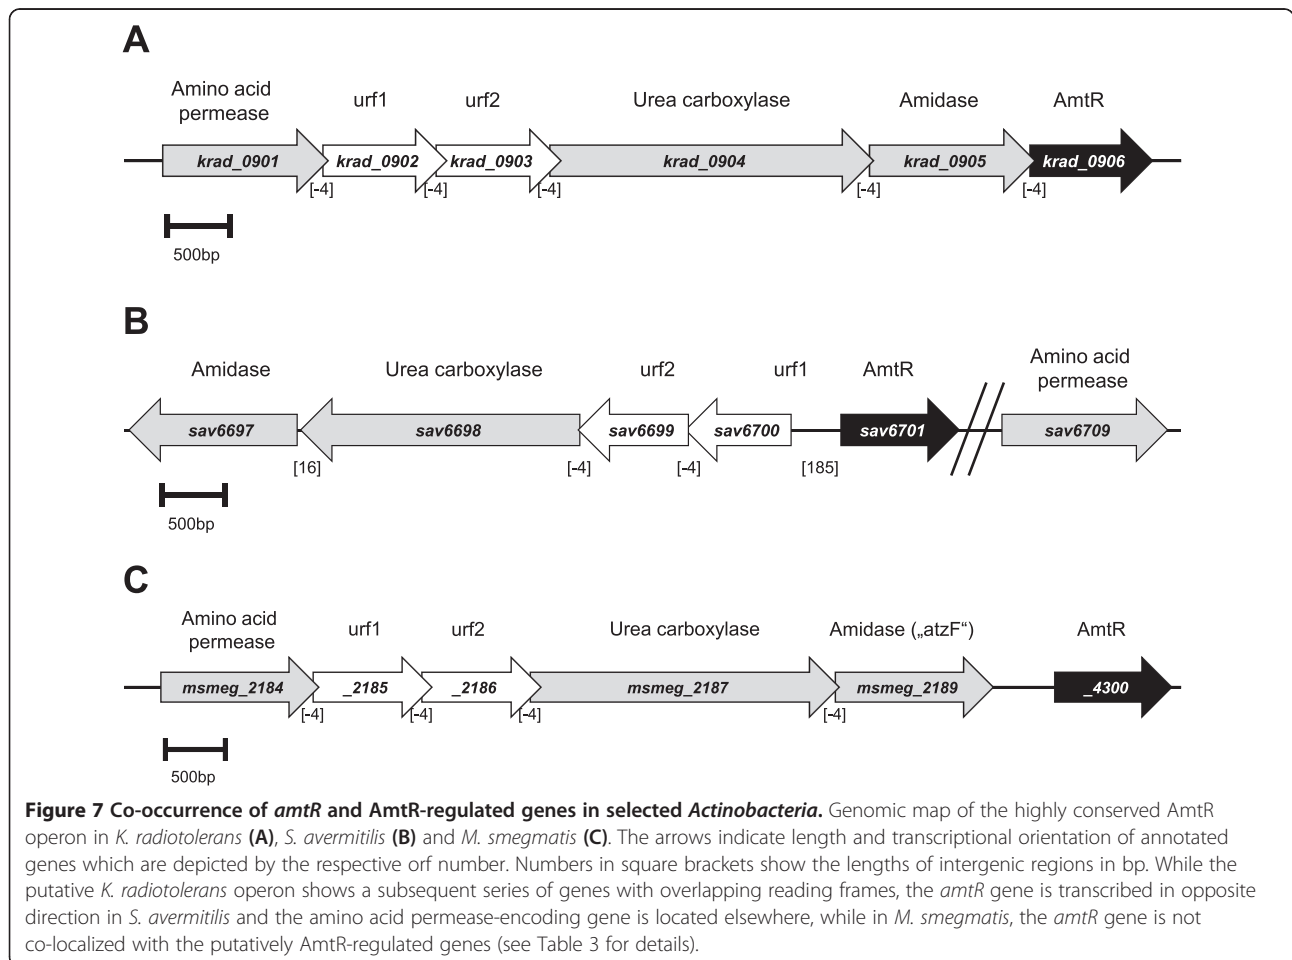 A
Amino acid
permease
urf1
urf2
Urea carboxylase
Amidase
AmtR
krad_0901
krad_0902
krad_0903
krad_0904
krad_0905
krad_0906
[-4]
[-4]
[-4]
[-4]
[-4]
500bp
B
Amidase
Urea carboxylase
urf2
urf1
AmtR
Amino acid
permease
sav6697
sav6698
sav6699
sav6700
sav6701
sav6709
[16]
[-4]
[-4]
[185]
500bp
C
Amino acid
permease
urf1
urf2
Urea carboxylase
Amidase („atzF“)
AmtR
msmeg_2184
_2185
_2186
msmeg_2187
msmeg_2189
_4300
[-4]
[-4]
[-4]
[-4]
500bp
Figure 7 Co-occurrence of amtR and AmtR-regulated genes in selected Actinobacteria. Genomic map of the highly conserved AmtR
operon in K. radiotolerans (A), S. avermitilis (B) and M. smegmatis (C). The arrows indicate length and transcriptional orientation of annotated
genes which are depicted by the respective orf number. Numbers in square brackets show the lengths of intergenic regions in bp. While the
putative K. radiotolerans operon shows a subsequent series of genes with overlapping reading frames, the amtR gene is transcribed in opposite
direction in S. avermitilis and the amino acid permease-encoding gene is located elsewhere, while in M. smegmatis, the amtR gene is not
co-localized with the putatively AmtR-regulated genes (see Table 3 for details).